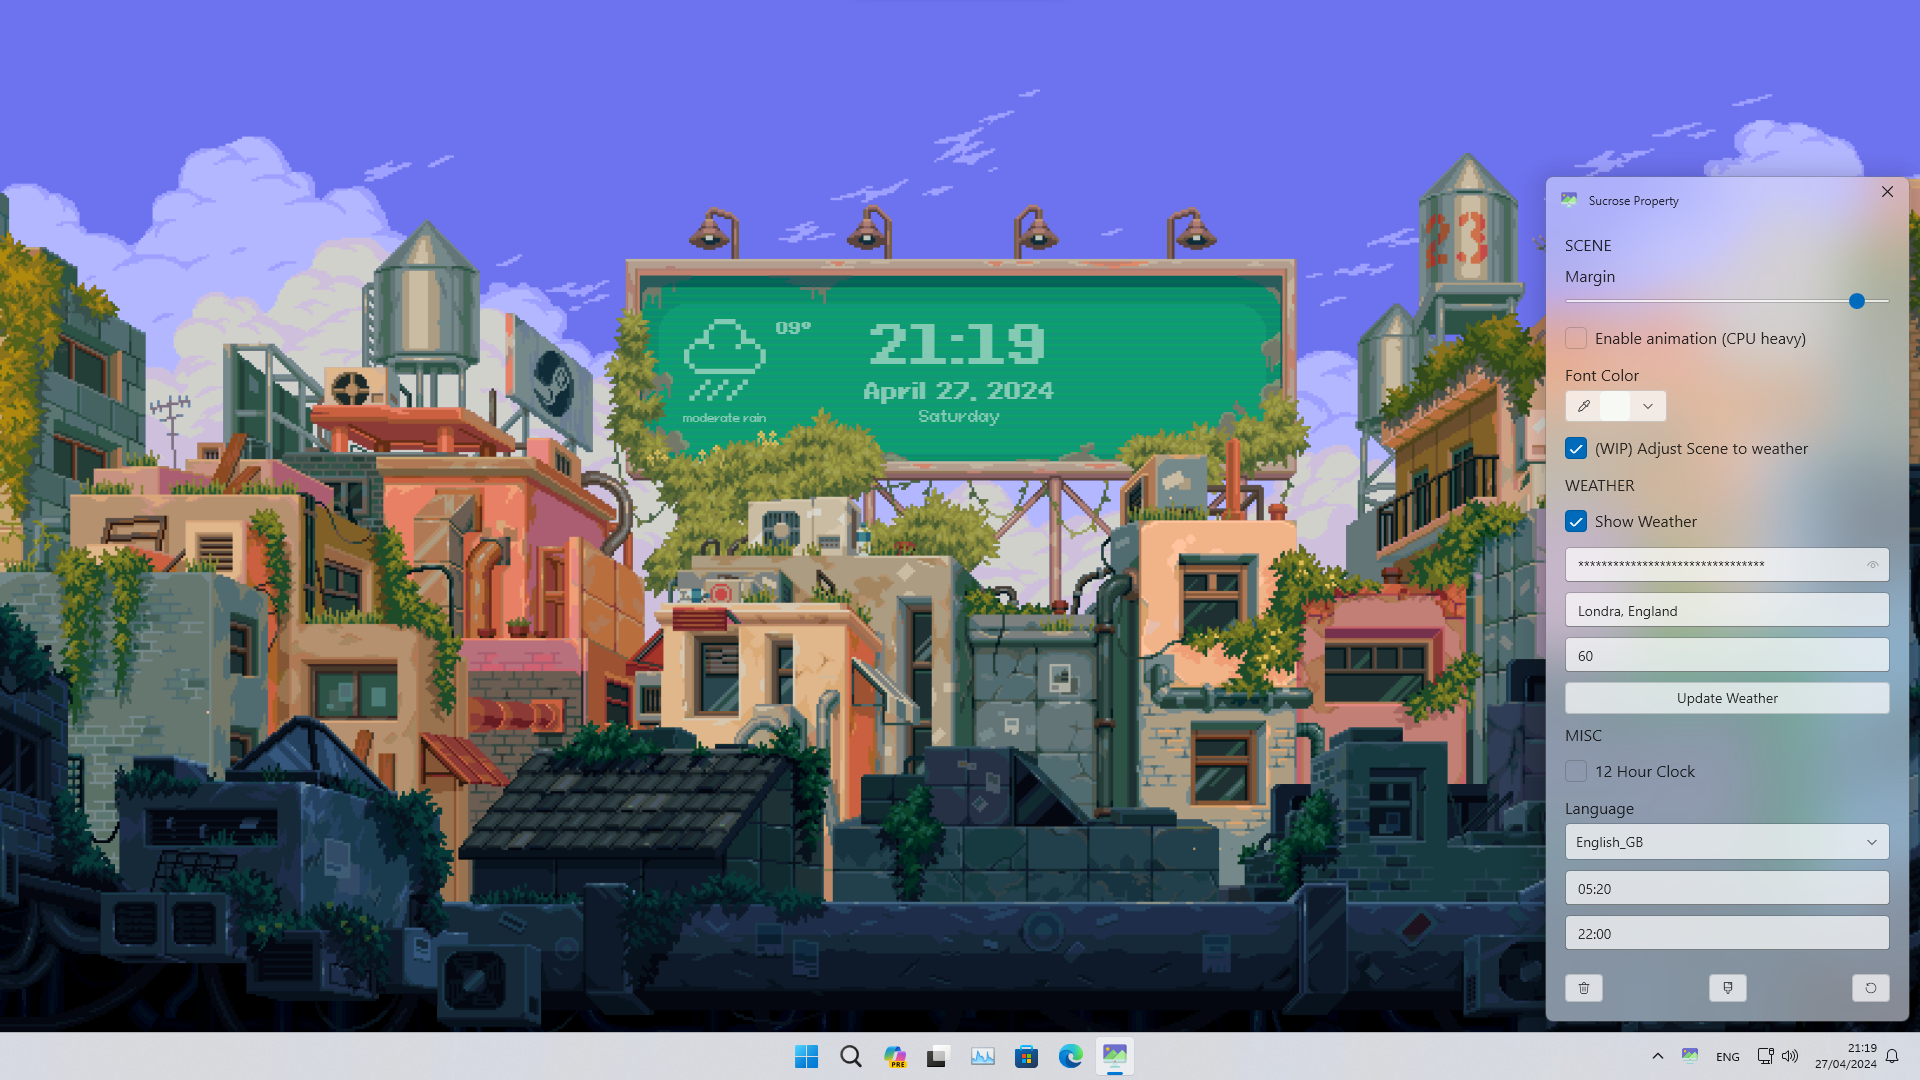 09°
21:19
April 27, 2024
Saturday
moderate rain
23
Sucrose Property
SCENE
Margin
Enable animation (CPU heavy)
Font Color
(WIP) Adjust Scene to weather
WEATHER
Show Weather
********************************
Londra, England
60
Update Weather
MISC
12 Hour Clock
Language
English_GB
05:20
22:00
PRE
ENG
21:19
27/04/2024